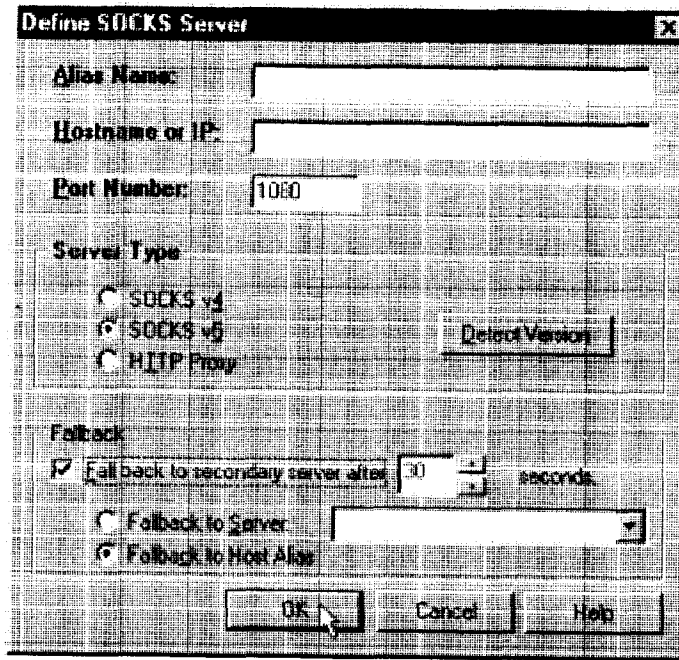 Define SOCKS Server
Alias Name:
Hostname or IP:
Port Number: 1080
Server Type
SOCKS v4
SOCKS v5
HTTP Proxy
Detect Version
Fallback
Fall back to secondary server after 30 seconds.
Fallback to Server
Fallback to Host Alias
OK Cancel Help